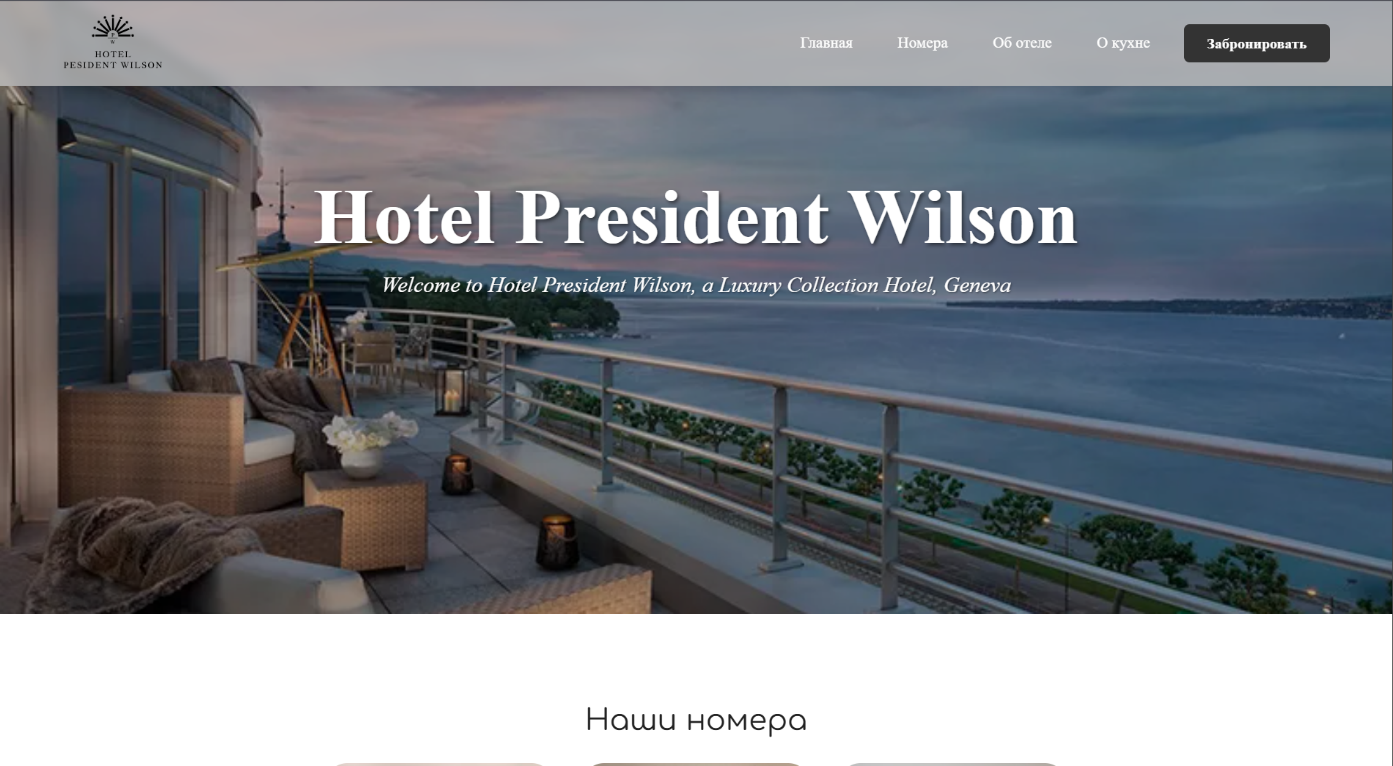 HOTEL
PESIDENT WILSON
Главная
Номера
Об отеле
О кухне
Забронировать
Hotel President Wilson
Welcome to Hotel President Wilson, a Luxury Collection Hotel, Geneva
Наши номера